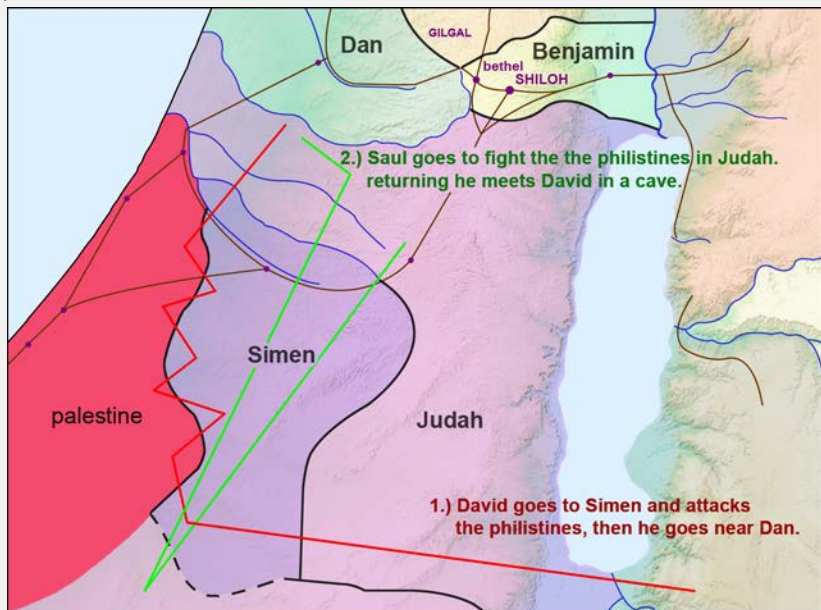 GILGAL
Dan
Benjamin
bethel
SHILOH
2.) Saul goes to fight the the philistines in Judah.
returning he meets David in a cave.
Simen
palestine
Judah
1.) David goes to Simen and attacks
the philistines, then he goes near Dan.